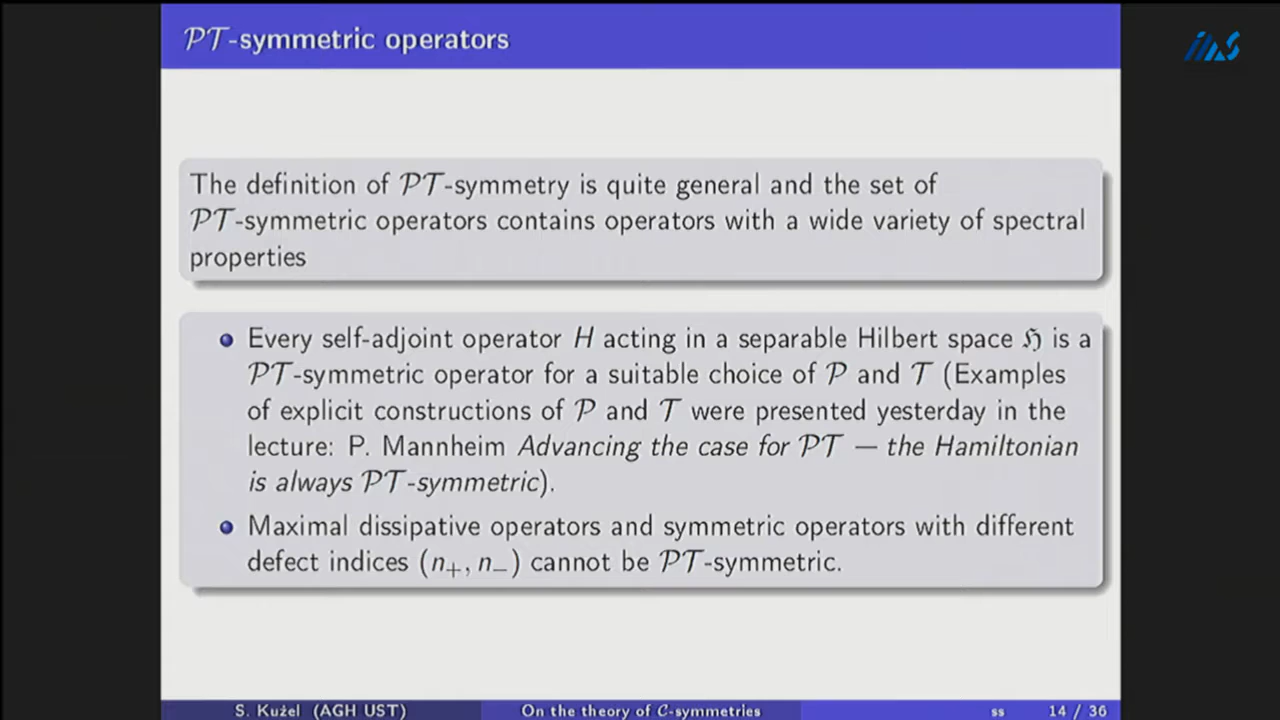 𝒫𝒯-symmetric operators
IMS
The definition of 𝒫𝒯-symmetry is quite general and the set of
𝒫𝒯-symmetric operators contains operators with a wide variety of spectral
properties
Every self-adjoint operator H acting in a separable Hilbert space ℌ is a
𝒫𝒯-symmetric operator for a suitable choice of 𝒫 and 𝒯 (Examples
of explicit constructions of 𝒫 and 𝒯 were presented yesterday in the
lecture: P. Mannheim Advancing the case for 𝒫𝒯 — the Hamiltonian
is always 𝒫𝒯-symmetric).
Maximal dissipative operators and symmetric operators with different
defect indices (n₊, n₋) cannot be 𝒫𝒯-symmetric.
S. Kużel (AGH UST) On the theory of 𝒞-symmetries ss 14 / 36